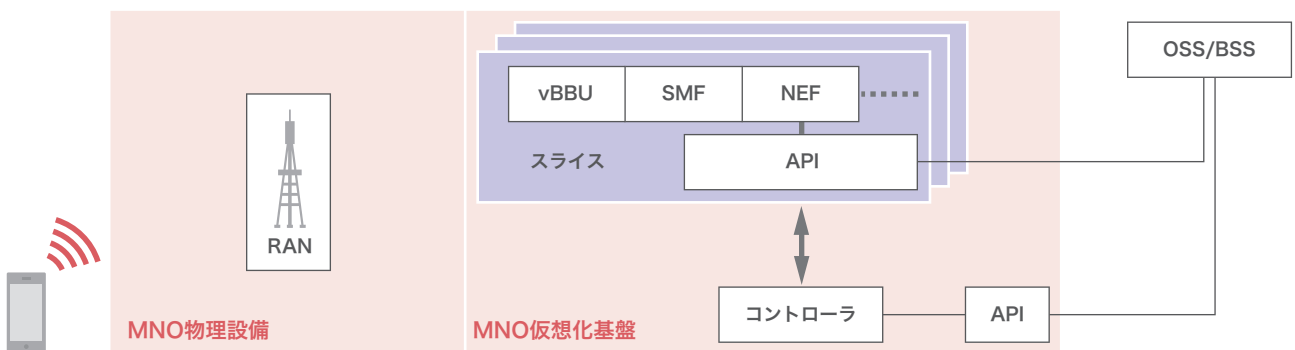 OSS/BSS
vBBU
SMF
NEF
スライス
API
RAN
コントローラ
API
MNO物理設備
MNO仮想化基盤